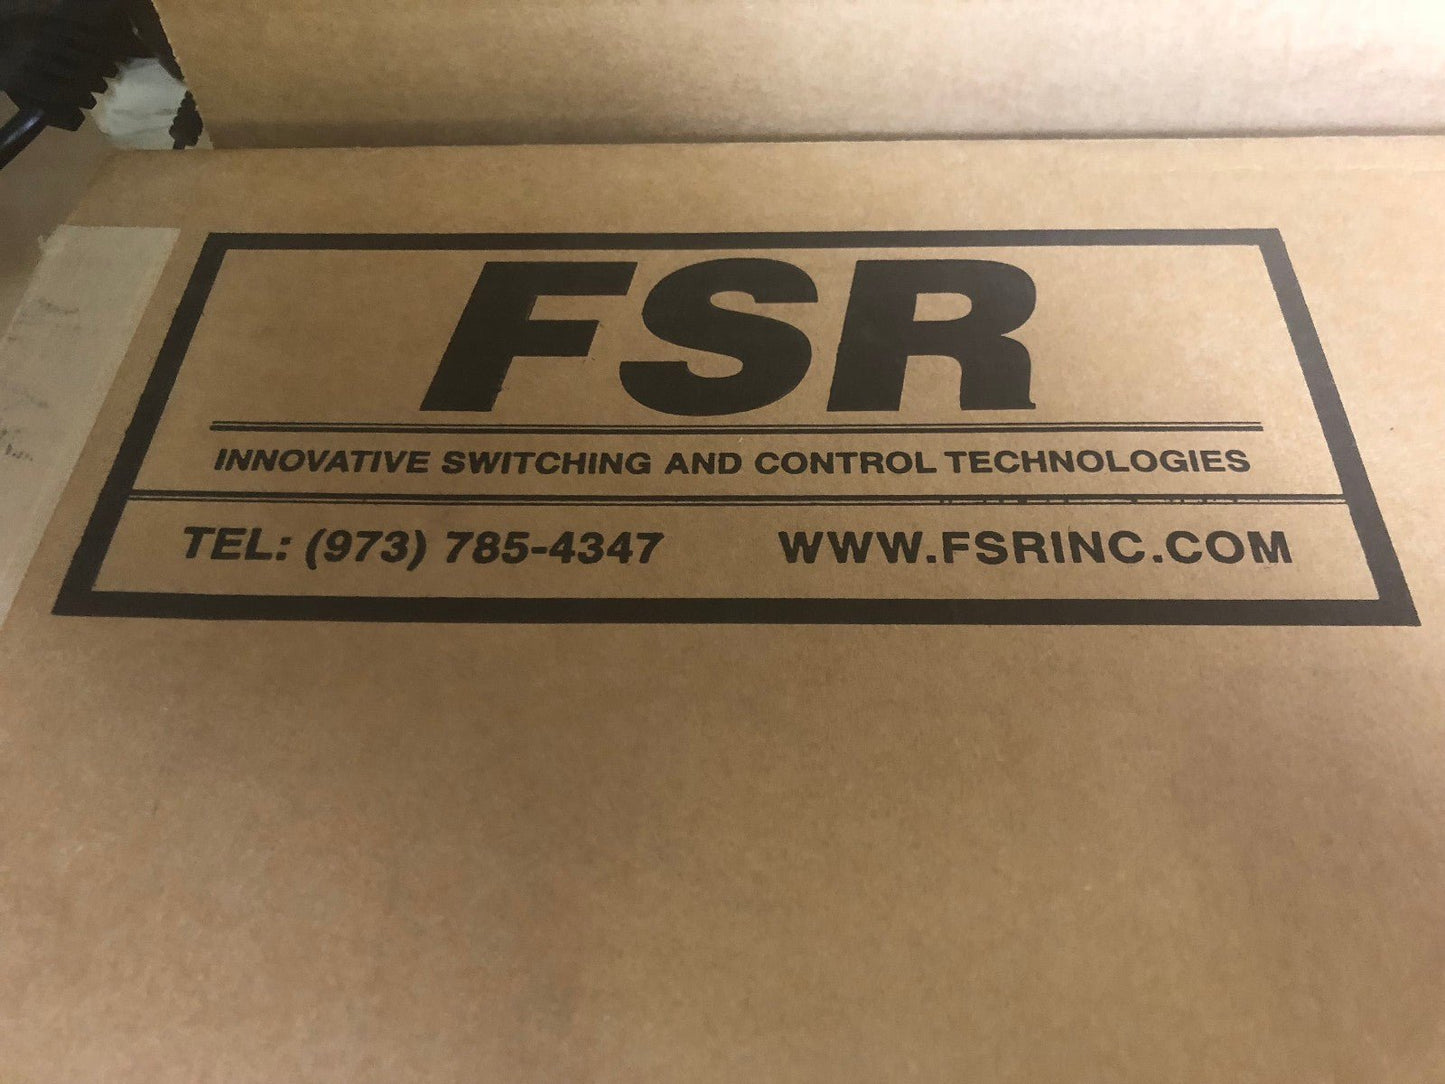 FSR
INNOVATIVE SWITCHING AND CONTROL TECHNOLOGIES
TEL: (973) 785-4347 WWW.FSRINC.COM